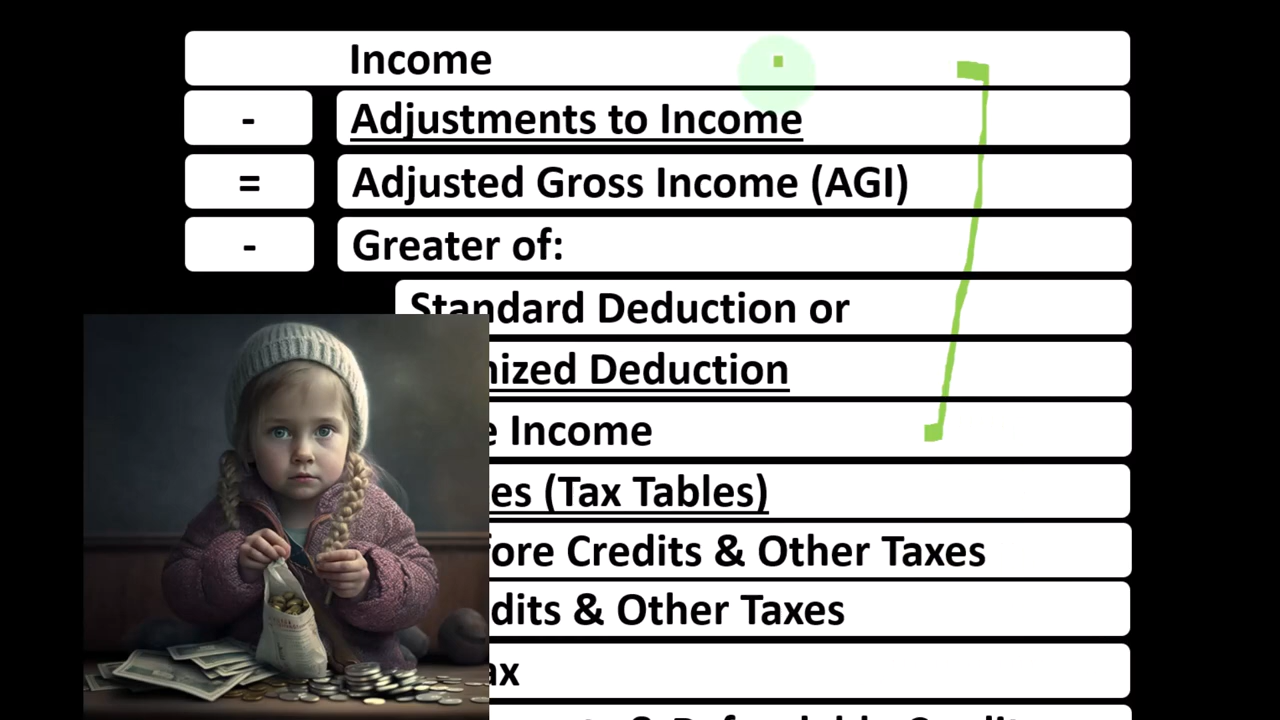 Income
- Adjustments to Income
= Adjusted Gross Income (AGI)
- Greater of:
Standard Deduction or
nized Deduction
e Income
es (Tax Tables)
fore Credits & Other Taxes
dits & Other Taxes
ax